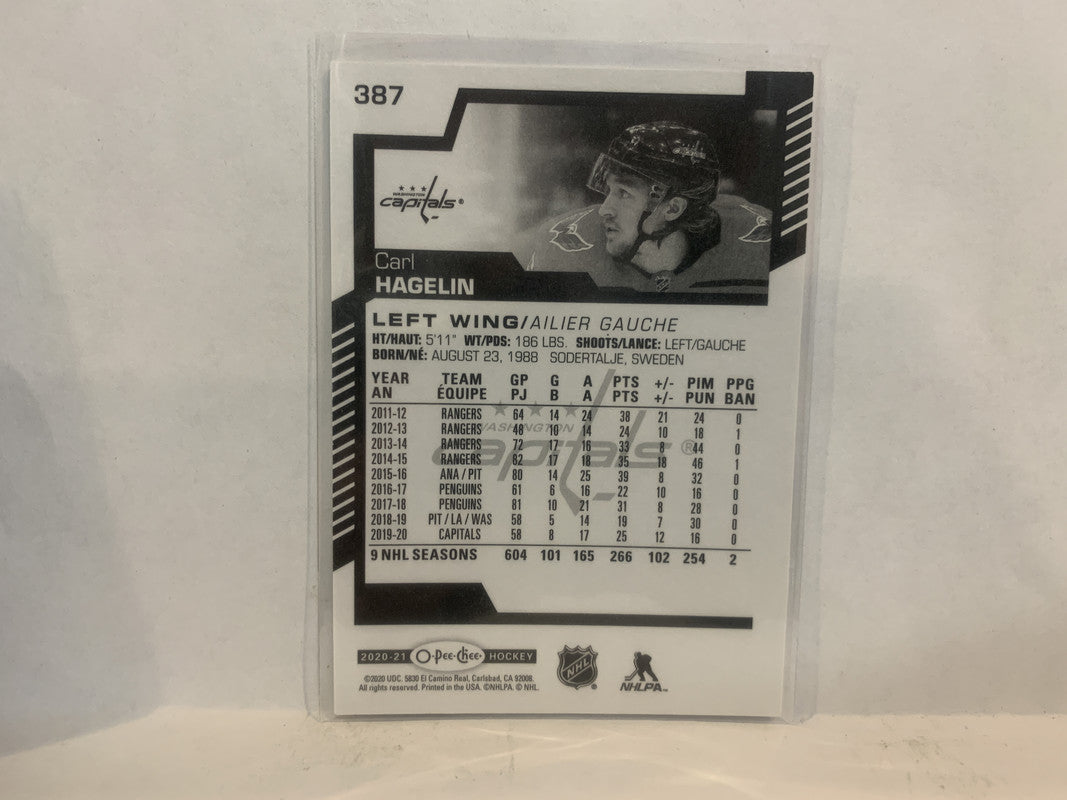 387
WASHINGTON
capitals®
Carl
HAGELIN
LEFT WING/AILIER GAUCHE
HT/HAUT: 5'11" WT/PDS: 186 LBS. SHOOTS/LANCE: LEFT/GAUCHE
BORN/NÉ: AUGUST 23, 1988 SODERTALJE, SWEDEN
YEAR TEAM GP G A PTS +/- PIM PPG
AN ÉQUIPE PJ B A PTS +/- PUN BAN
2011-12 RANGERS 64 14 24 38 21 24 0
2012-13 RANGERS 48 10 14 24 10 18 1
2013-14 RANGERS 72 17 16 33 8 44 0
2014-15 RANGERS 82 17 18 35 18 46 1
2015-16 ANA / PIT 80 14 25 39 8 32 0
2016-17 PENGUINS 61 6 16 22 10 16 0
2017-18 PENGUINS 81 10 21 31 8 28 0
2018-19 PIT / LA / WAS 58 5 14 19 7 30 0
2019-20 CAPITALS 58 8 17 25 12 16 0
9 NHL SEASONS 604 101 165 266 102 254 2
WASHINGTON
capitals®
2020-21 O-Pee-Chee® HOCKEY
©2020 UDC. 5830 El Camino Real, Carlsbad, CA 92008.
All rights reserved. Printed in the USA. ©NHLPA. © NHL.
NHL
NHLPA™